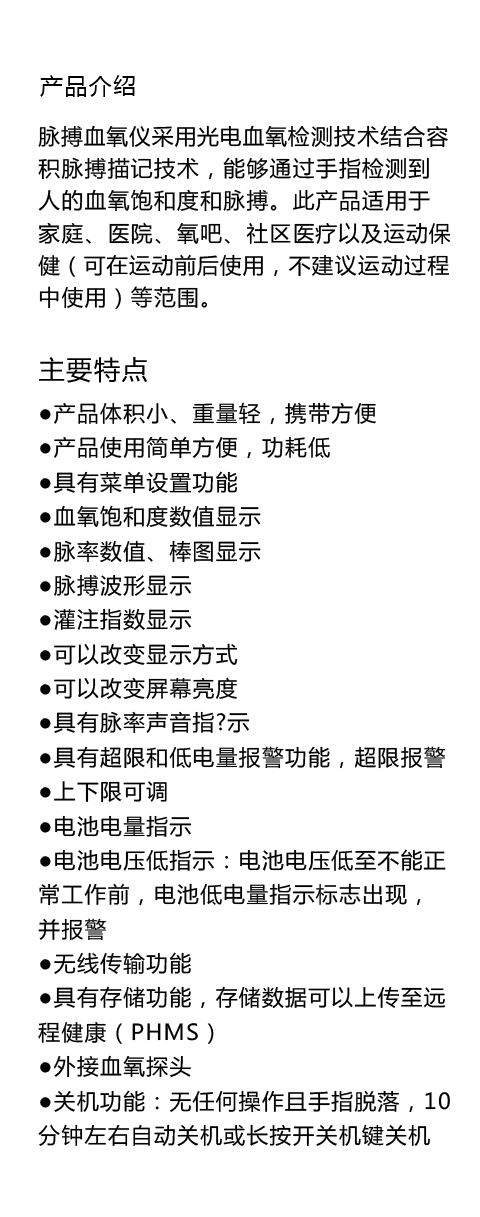 产品介绍
脉搏血氧仪采用光电血氧检测技术结合容
积脉搏描记技术，能够通过手指检测到
人的血氧饱和度和脉搏。此产品适用于
家庭、医院、氧吧、社区医疗以及运动保
健（可在运动前后使用，不建议运动过程
中使用）等范围。
主要特点
●产品体积小、重量轻，携带方便
●产品使用简单方便，功耗低
●具有菜单设置功能
●血氧饱和度数值显示
●脉率数值、棒图显示
●脉搏波形显示
●灌注指数显示
●可以改变显示方式
●可以改变屏幕亮度
●具有脉率声音指?示
●具有超限和低电量报警功能，超限报警
●上下限可调
●电池电量指示
●电池电压低指示：电池电压低至不能正
常工作前，电池低电量指示标志出现，
并报警
●无线传输功能
●具有存储功能，存储数据可以上传至远
程健康（PHMS）
●外接血氧探头
●关机功能：无任何操作且手指脱落，10
分钟左右自动关机或长按开关机键关机